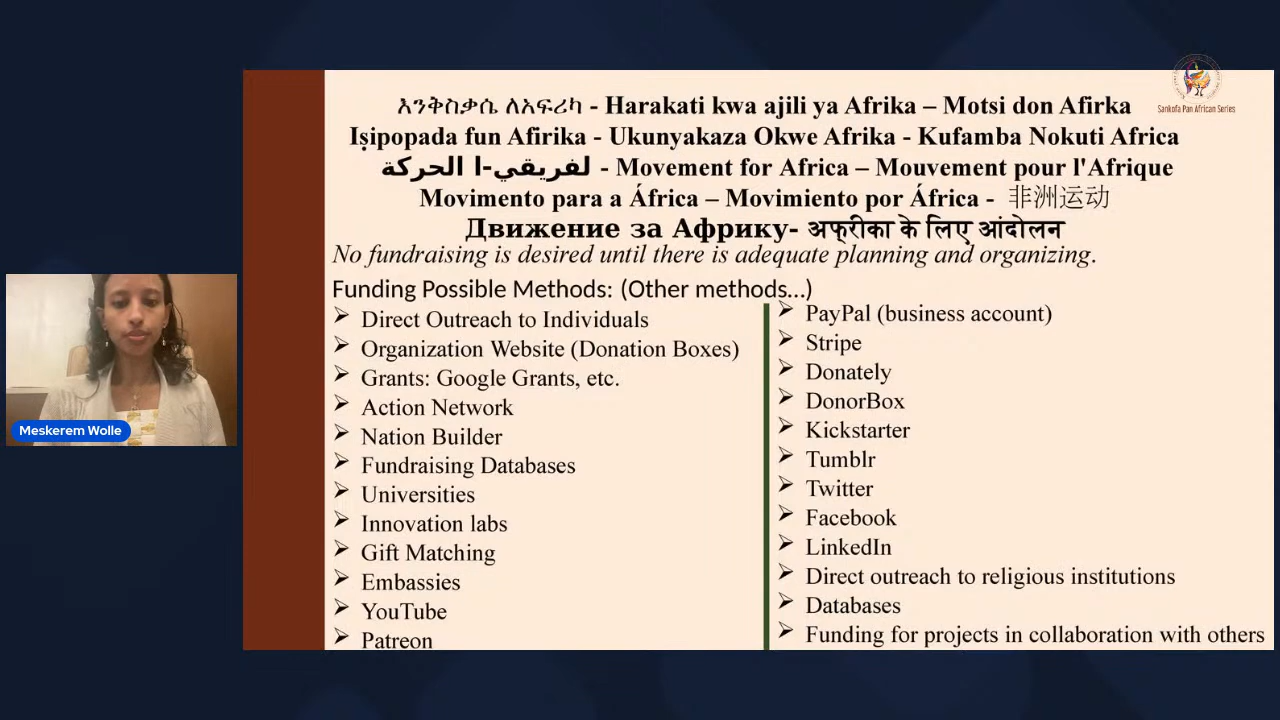 Sankofa Pan African Series
እንቅስቃሴ ለአፍሪካ - Harakati kwa ajili ya Afrika – Motsi don Afirka
Iṣipopada fun Afirika - Ukunyakaza Okwe Afrika - Kufamba Nokuti Africa
لفريقي-ا الحركة - Movement for Africa – Mouvement pour l'Afrique
Movimento para a África – Movimiento por África - 非洲运动
Движение за Африку- अफ्रीका के लिए आंदोलन
No fundraising is desired until there is adequate planning and organizing.
Funding Possible Methods: (Other methods...)
Direct Outreach to Individuals
Organization Website (Donation Boxes)
Grants: Google Grants, etc.
Action Network
Nation Builder
Fundraising Databases
Universities
Innovation labs
Gift Matching
Embassies
YouTube
Patreon
PayPal (business account)
Stripe
Donately
DonorBox
Kickstarter
Tumblr
Twitter
Facebook
LinkedIn
Direct outreach to religious institutions
Databases
Funding for projects in collaboration with others
Meskerem Wolle